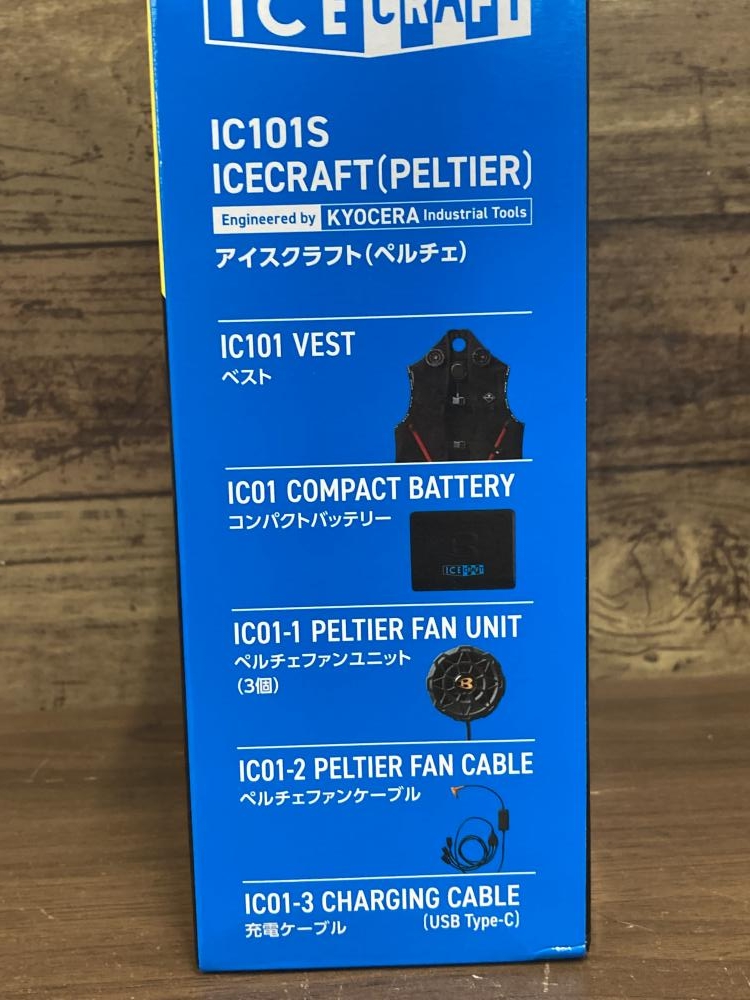 ICECRAFT
IC101S
ICECRAFT(PELTIER)
Engineered by KYOCERA Industrial Tools
アイスクラフト(ペルチェ)
IC101 VEST
ベスト
IC01 COMPACT BATTERY
コンパクトバッテリー
ICECRAFT
IC01-1 PELTIER FAN UNIT
ペルチェファンユニット
(3個)
B
IC01-2 PELTIER FAN CABLE
ペルチェファンケーブル
IC01-3 CHARGING CABLE
充電ケーブル (USB Type-C)